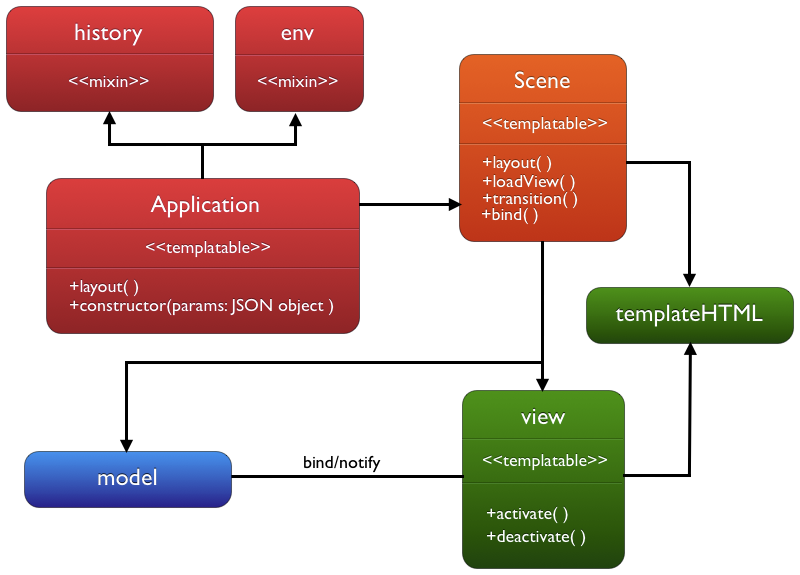 history
<<mixin>>
env
<<mixin>>
Scene
<<templatable>>
+layout( )
+loadView( )
+transition( )
+bind( )
Application
<<templatable>>
+layout( )
+constructor(params: JSON object )
templateHTML
view
<<templatable>>
+activate( )
+deactivate( )
model
bind/notify